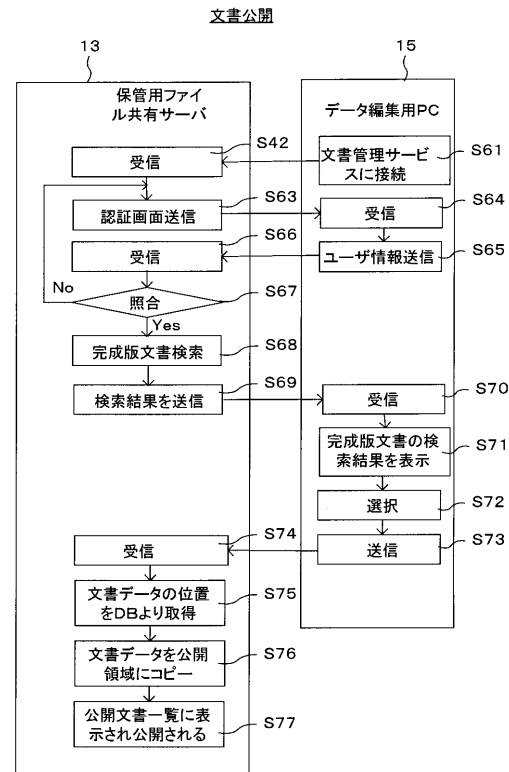 文書公開
13
15
保管用ファイ
ル共有サーバ
データ編集用PC
S42
受信
S61
文書管理サービ
スに接続
S63
認証画面送信
S64
受信
S66
受信
S65
ユーザ情報送信
No
照合
S67
Yes
完成版文書検索
S68
S69
検索結果を送信
S70
受信
完成版文書の検
索結果を表示
S71
選択
S72
S74
受信
送信
S73
文書データの位置
をDBより取得
S75
文書データを公開
領域にコピー
S76
公開文書一覧に表
示され公開される
S77